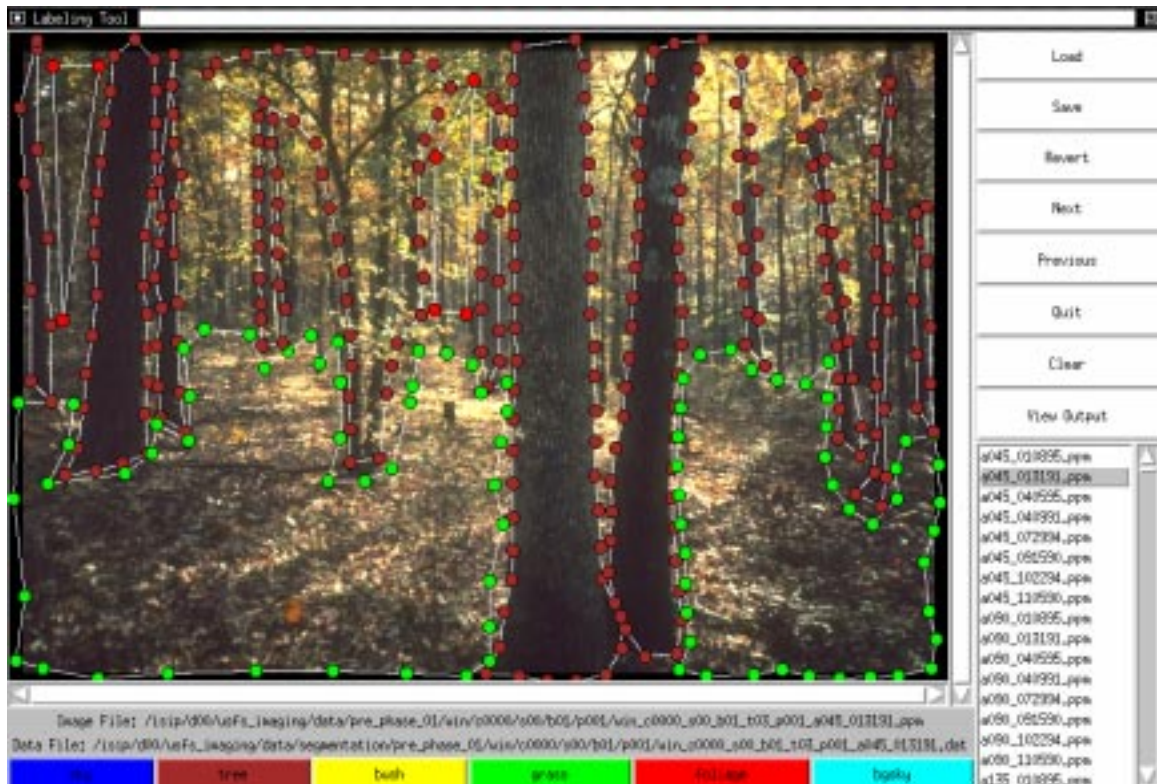 Labeling Tool
Load
Save
Revert
Next
Previous
Quit
Clear
View Output
a045_010895.ppm
a045_013191.ppm
a045_040595.ppm
a045_040991.ppm
a045_072994.ppm
a045_091590.ppm
a045_102294.ppm
a045_110590.ppm
a090_010895.ppm
a090_013191.ppm
a090_040595.ppm
a090_040991.ppm
a090_072994.ppm
a090_091590.ppm
a090_102294.ppm
a090_110590.ppm
a135_010895.ppm
Image File: /isip/d00/usfs_imaging/data/pre_phase_01/win/c0000/s00/b01/p001/win_c0000_s00_b01_t03_p001_a045_013191.ppm
Data File: /isip/d00/usfs_imaging/data/segmentation/pre_phase_01/win/c0000/s00/b01/p001/win_c0000_s00_b01_t03_p001_a045_013191.dat
sky tree bush grass foliage bgsky